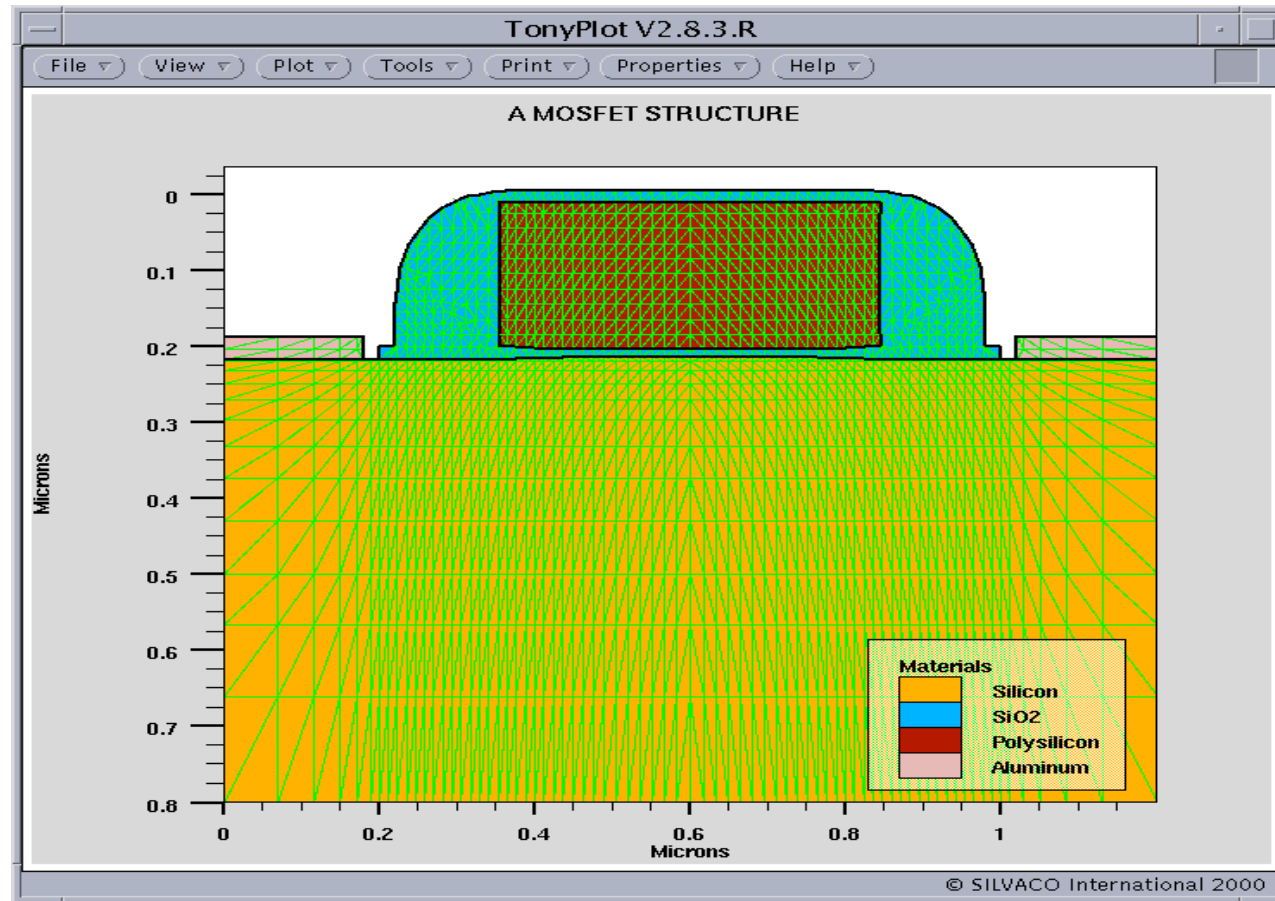 TonyPlot V2.8.3.R
File View Plot Tools Print Properties Help
A MOSFET STRUCTURE
0
0.1
0.2
0.3
0.4
0.5
0.6
0.7
0.8
Microns
Materials
Silicon
SiO2
Polysilicon
Aluminum
0 0.2 0.4 0.6 0.8 1
Microns
© SILVACO International 2000